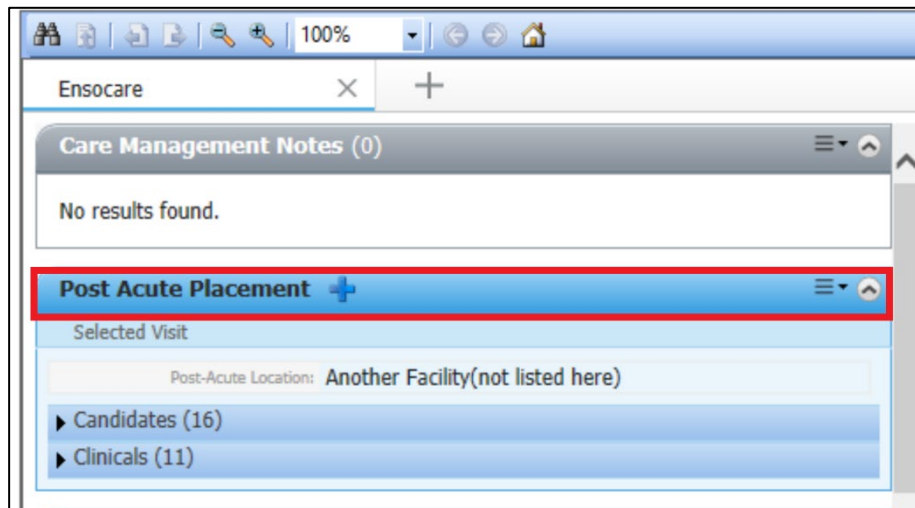 100%
Ensocare
Care Management Notes (0)
No results found.
Post Acute Placement
Selected Visit
Post-Acute Location: Another Facility(not listed here)
Candidates (16)
Clinicals (11)